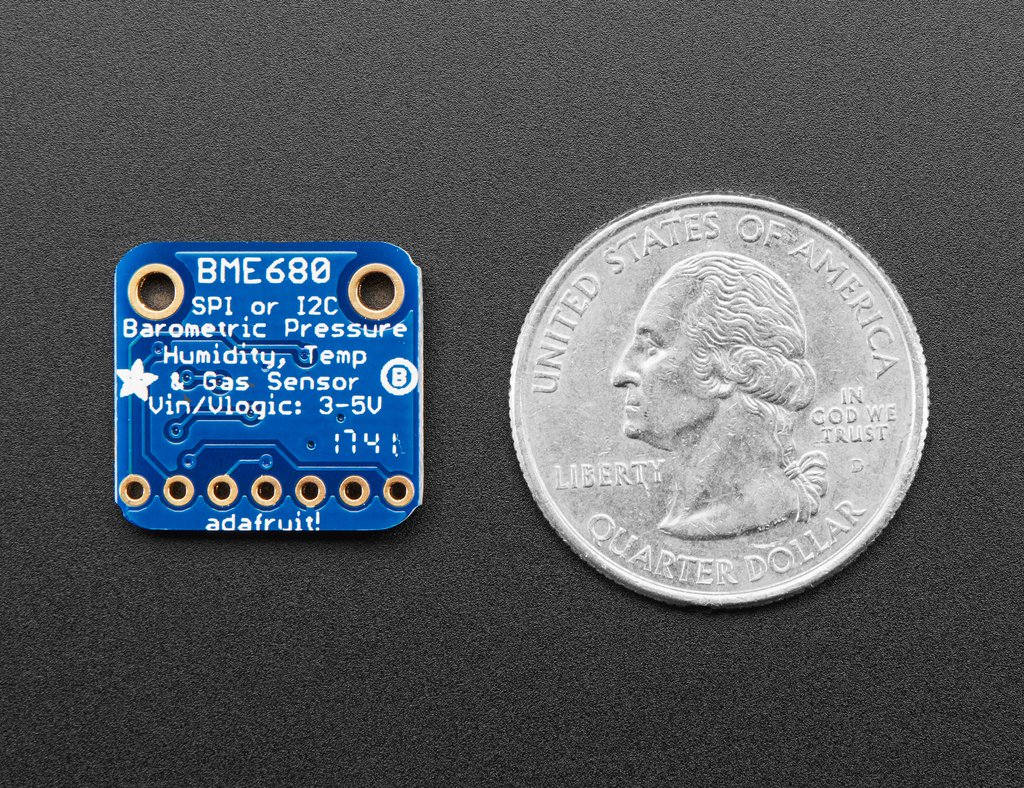 BME680
SPI or I2C
Barometric Pressure
Humidity, Temp
& Gas Sensor
B
Vin/Vlogic: 3-5V
1741
adafruit!
UNITED STATES OF AMERICA
IN
GOD WE
TRUST
D
LIBERTY
QUARTER DOLLAR